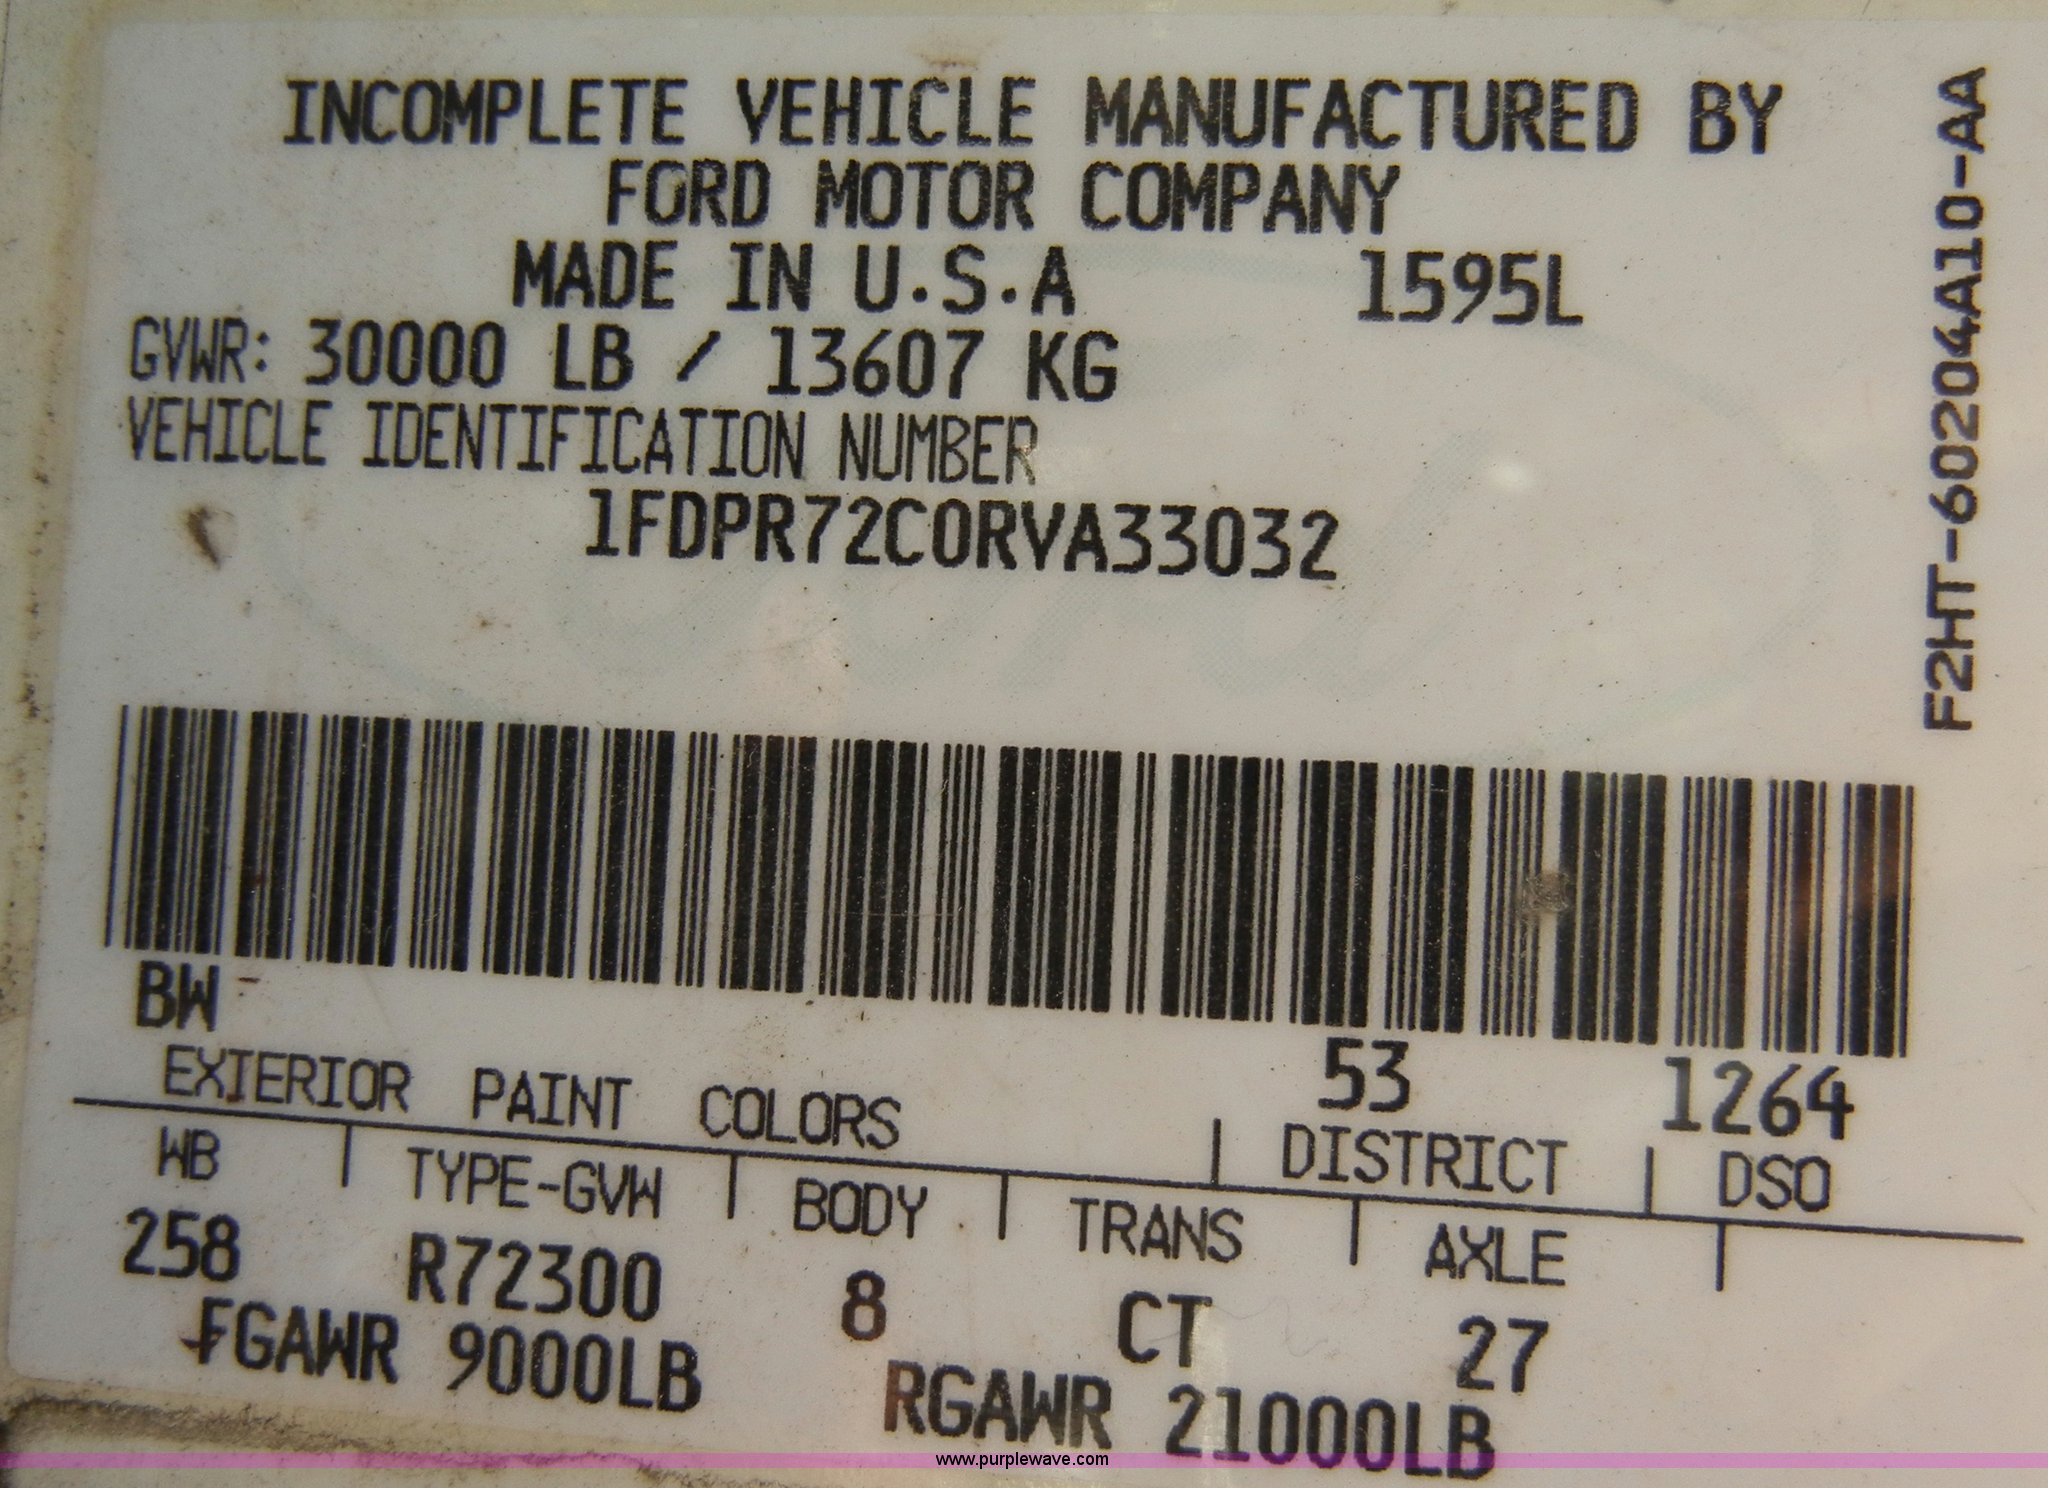 INCOMPLETE VEHICLE MANUFACTURED BY
FORD MOTOR COMPANY
MADE IN U.S.A 1595L
GVWR: 30000 LB / 13607 KG
VEHICLE IDENTIFICATION NUMBER
1FDPR72C0RVA33032
F2HT-60204A10-AA
BW 53 1264
EXTERIOR PAINT COLORS DISTRICT DSO
WB TYPE-GVW BODY TRANS AXLE
258 R72300 8 CT 27
FGAWR 9000LB RGAWR 21000LB
www.purplewave.com